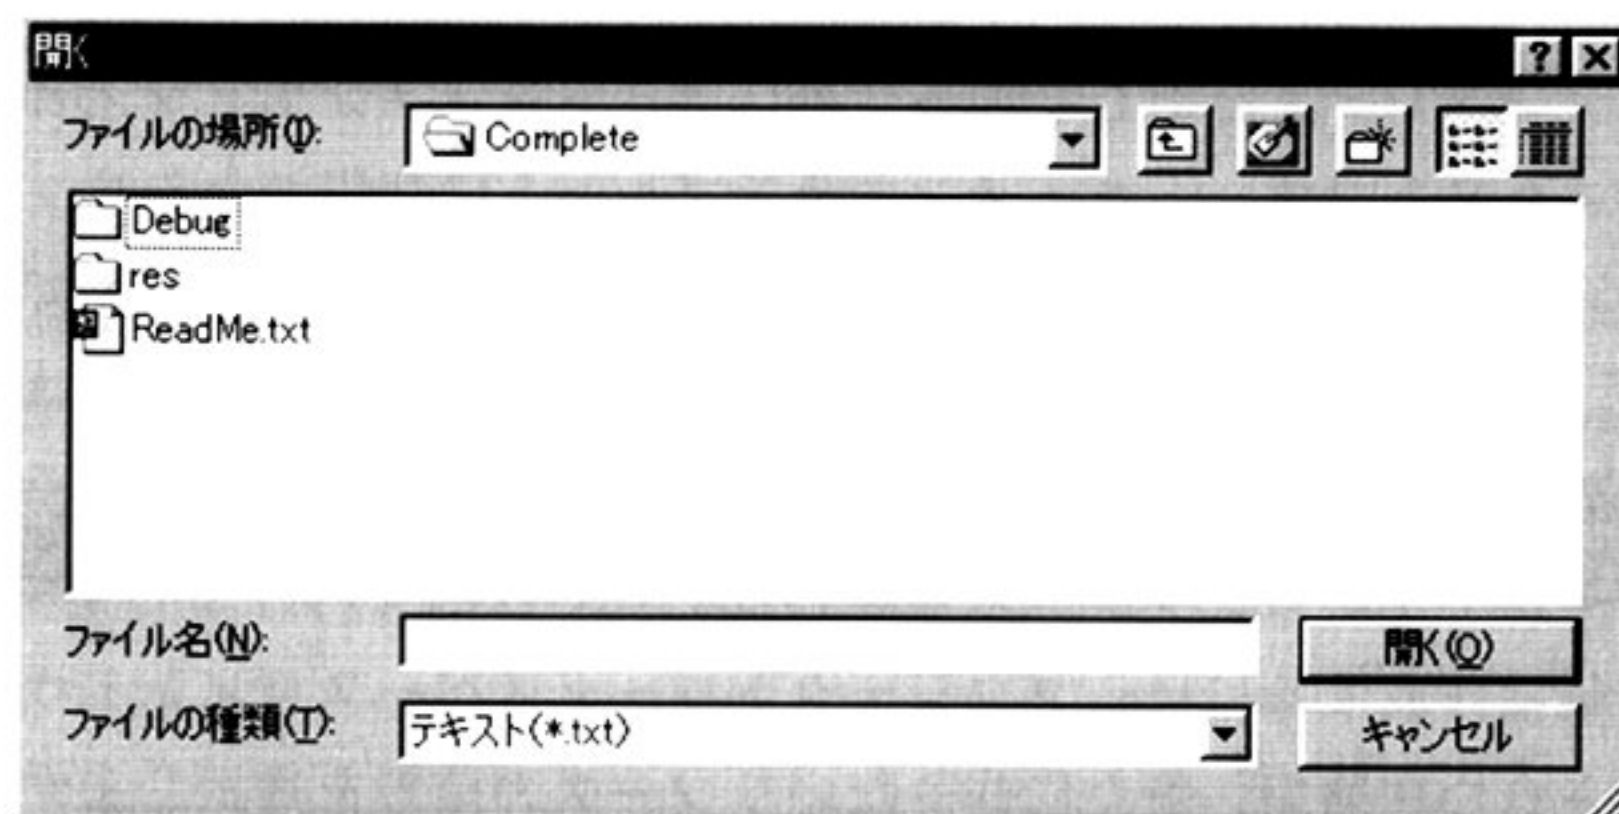 開く
ファイルの場所(I): Complete
Debug
res
ReadMe.txt
ファイル名(N): 開く(O)
ファイルの種類(T): テキスト(*.txt) キャンセル